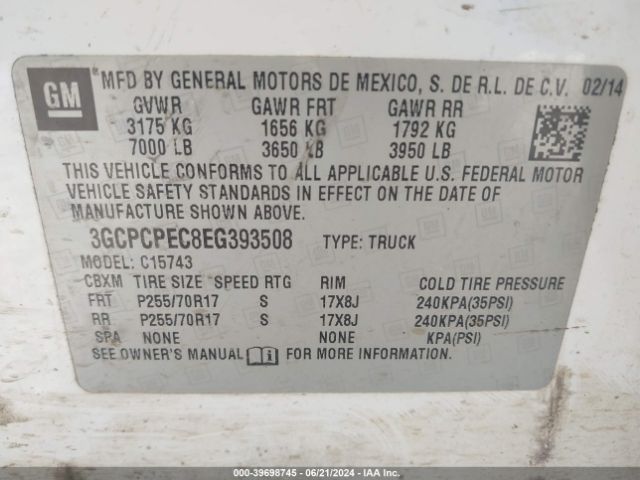 GM
MFD BY GENERAL MOTORS DE MEXICO, S. DE R.L. DE C.V. 02/14
GVWR GAWR FRT GAWR RR
3175 KG 1656 KG 1792 KG
7000 LB 3650 LB 3950 LB
THIS VEHICLE CONFORMS TO ALL APPLICABLE U.S. FEDERAL MOTOR
VEHICLE SAFETY STANDARDS IN EFFECT ON THE DATE OF
MANUFACTURE SHOWN ABOVE.
3GCPCPEC8EG393508 TYPE: TRUCK
MODEL: C15743
CBXM TIRE SIZE SPEED RTG RIM COLD TIRE PRESSURE
FRT P255/70R17 S 17X8J 240KPA(35PSI)
RR P255/70R17 S 17X8J 240KPA(35PSI)
SPA NONE NONE KPA(PSI)
SEE OWNER'S MANUAL i FOR MORE INFORMATION.
000-39698745 - 06/21/2024 - IAA Inc.